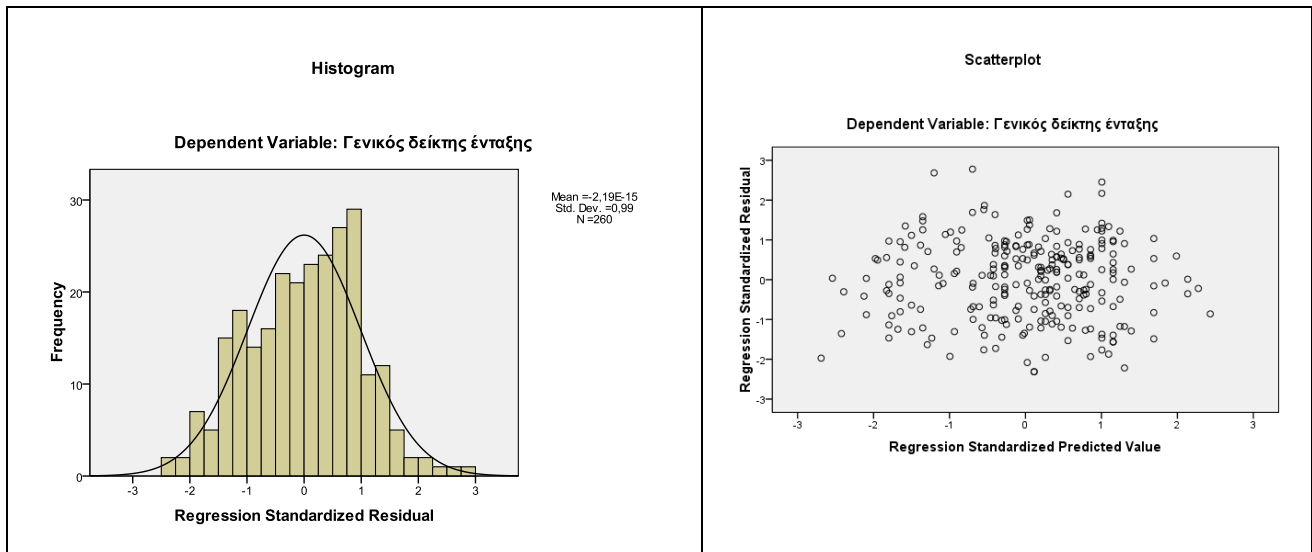 Histogram
Dependent Variable: Γενικός δείκτης ένταξης
Mean =-2,19E-15
Std. Dev. =0,99
N =260
Frequency
30
20
10
0
-3 -2 -1 0 1 2 3
Regression Standardized Residual
Scatterplot
Dependent Variable: Γενικός δείκτης ένταξης
Regression Standardized Residual
3
2
1
0
-1
-2
-3
-3 -2 -1 0 1 2 3
Regression Standardized Predicted Value